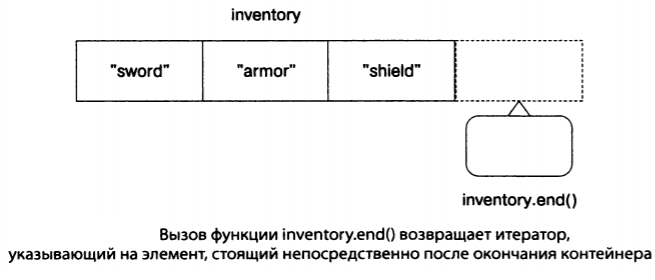 inventory
"sword" "armor" "shield"
inventory.end()
Вызов функции inventory.end() возвращает итератор,
указывающий на элемент, стоящий непосредственно после окончания контейнера